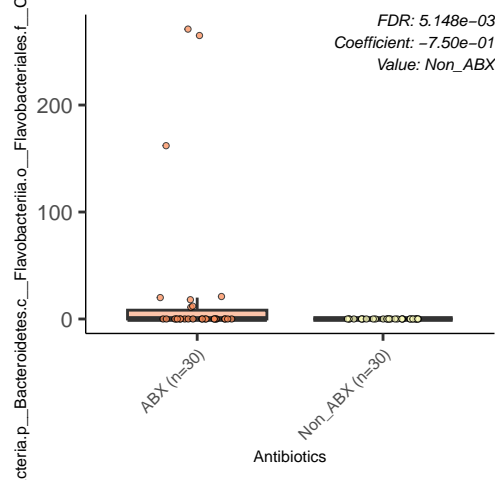 FDR: 5.148e−03
Coefficient: −7.50e−01
Value: Non_ABX
cteria.p__Bacteroidetes.c__Flavobacteriia.o__Flavobacteriales.f__C
200
100
0
ABX (n=30)
Non_ABX (n=30)
Antibiotics